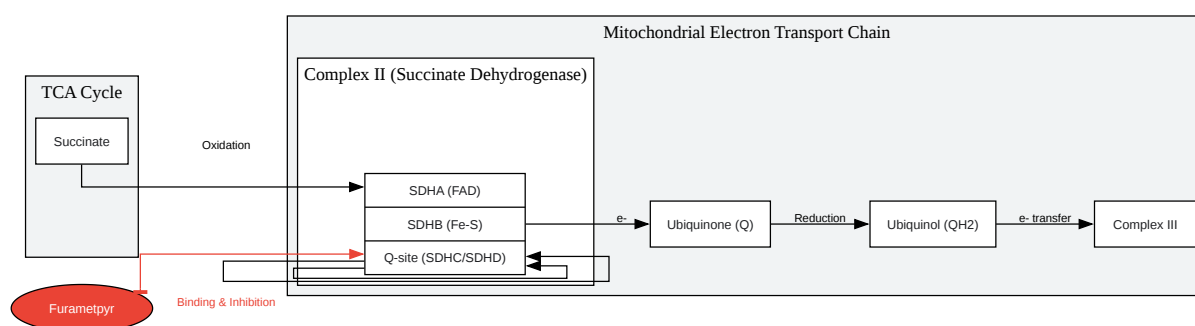 Mitochondrial Electron Transport Chain
Complex II (Succinate Dehydrogenase)
TCA Cycle
Succinate
Oxidation
SDHA (FAD)
SDHB (Fe-S)
Q-site (SDHC/SDHD)
e-
Ubiquinone (Q)
Reduction
Ubiquinol (QH2)
e- transfer
Complex III
Furametpyr
Binding & Inhibition